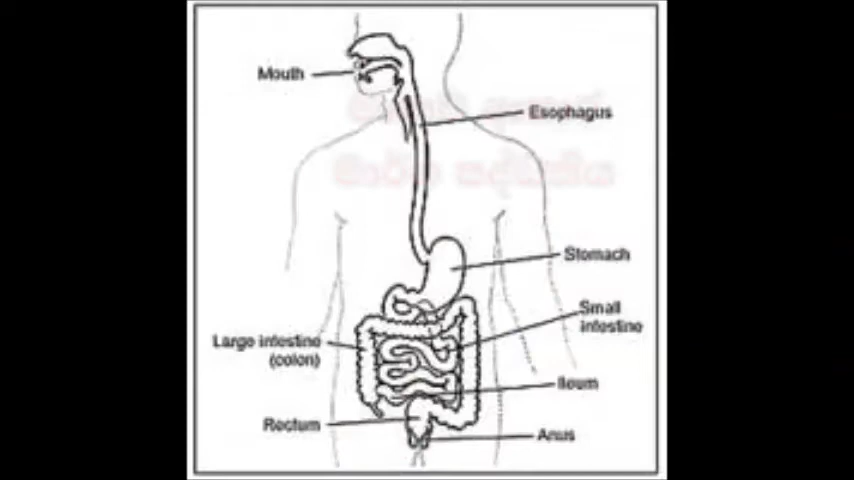 Mouth
Esophagus
Stomach
Small
intestine
Large intestine
(colon)
Ileum
Rectum
Anus